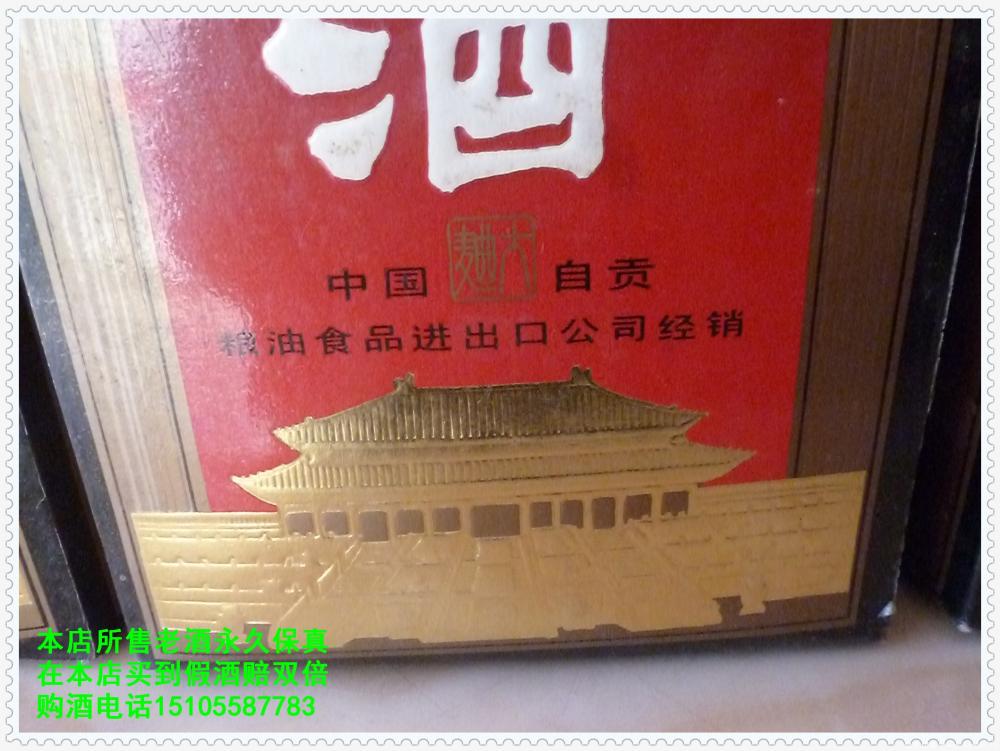 酒
中国 自贡
粮油食品进出口公司经销
本店所售老酒永久保真
在本店买到假酒赔双倍
购酒电话15105587783